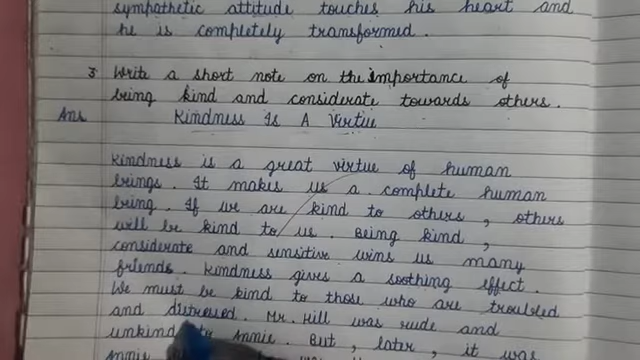 sympathetic attitude touches his heart and
he is completely transformed.
3 Write a short note on the importance of
being kind and considerate towards others.
Ans Kindness Is A Virtue
Kindness is a great virtue of human
beings. It makes us a complete human
being. If we are kind to others, others
will be kind to us. Being kind,
considerate and sensitive wins us many
friends. Kindness gives a soothing effect.
We must be kind to those who are troubled
and distressed. Mr. Hill was rude and
unkind to Annie. But, later, it was
Annie